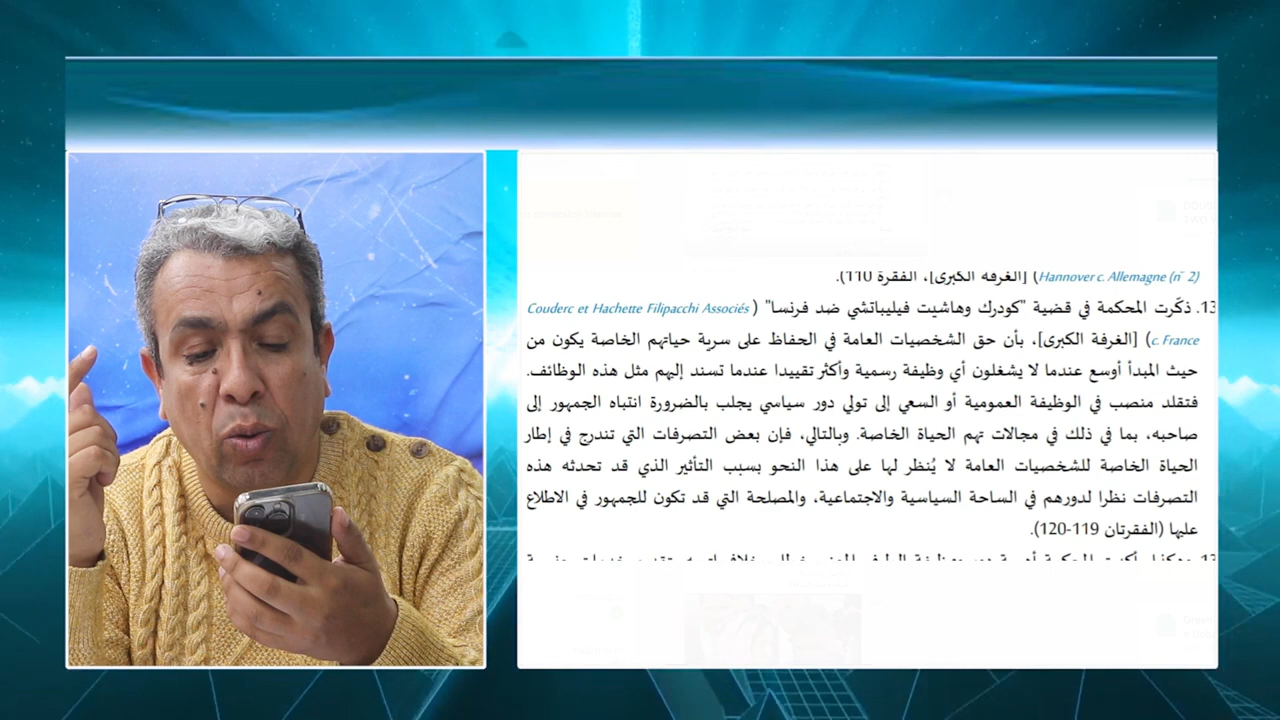 Hannover c. Allemagne (n° 2)) [الغرفة الكبرى]، الفقرة 110).
13. ذكّرت المحكمة في قضية "كودرك وهاشيت فيليباتشي ضد فرنسا" (Couderc et Hachette Filipacchi Associés
c. France) [الغرفة الكبرى]، بأن حق الشخصيات العامة في الحفاظ على سرية حياتهم الخاصة يكون من
حيث المبدأ أوسع عندما لا يشغلون أي وظيفة رسمية وأكثر تقييدا عندما تسند إليهم مثل هذه الوظائف.
فتقلد منصب في الوظيفة العمومية أو السعي إلى تولي دور سياسي يجلب بالضرورة انتباه الجمهور إلى
صاحبه، بما في ذلك في مجالات تهم الحياة الخاصة. وبالتالي، فإن بعض التصرفات التي تندرج في إطار
الحياة الخاصة للشخصيات العامة لا يُنظر لها على هذا النحو بسبب التأثير الذي قد تحدثه هذه
التصرفات نظرا لدورهم في الساحة السياسية والاجتماعية، والمصلحة التي قد تكون للجمهور في الاطلاع
عليها (الفقرتان 119-120).